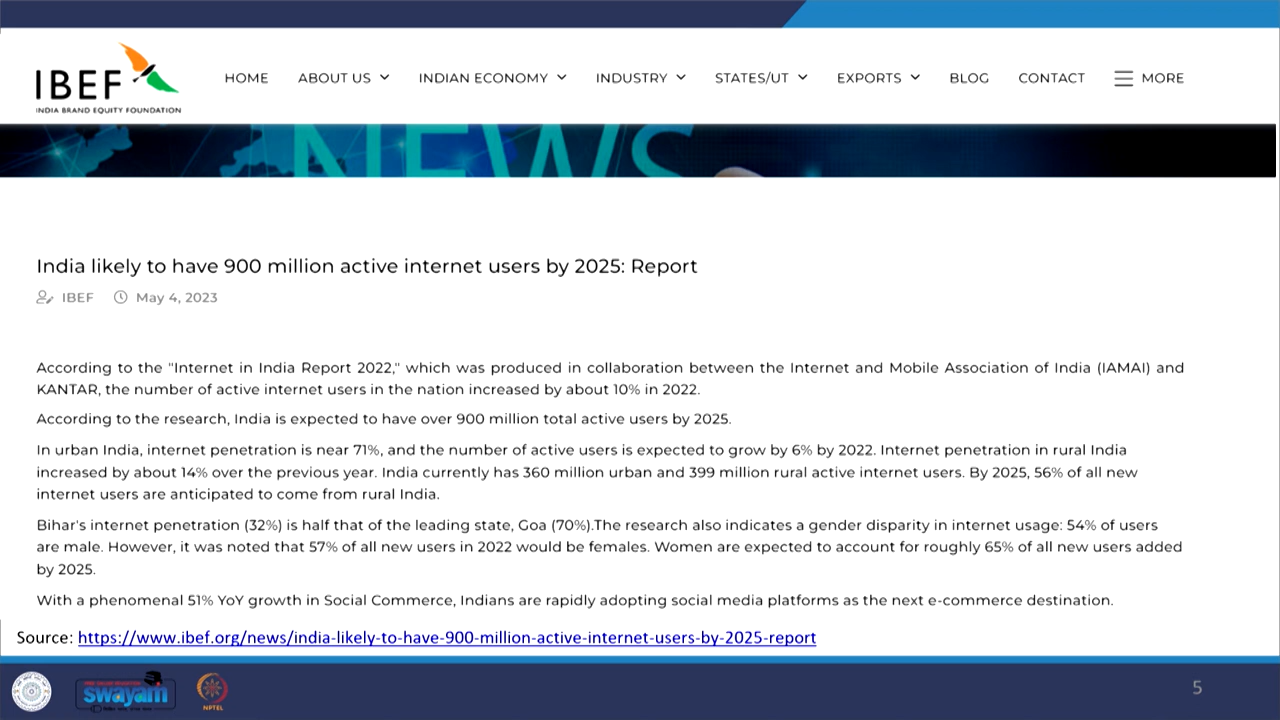 IBEF
INDIA BRAND EQUITY FOUNDATION
HOME ABOUT US INDIAN ECONOMY INDUSTRY STATES/UT EXPORTS BLOG CONTACT MORE
NEWS
India likely to have 900 million active internet users by 2025: Report
IBEF May 4, 2023
According to the "Internet in India Report 2022," which was produced in collaboration between the Internet and Mobile Association of India (IAMAI) and
KANTAR, the number of active internet users in the nation increased by about 10% in 2022.
According to the research, India is expected to have over 900 million total active users by 2025.
In urban India, internet penetration is near 71%, and the number of active users is expected to grow by 6% by 2022. Internet penetration in rural India
increased by about 14% over the previous year. India currently has 360 million urban and 399 million rural active internet users. By 2025, 56% of all new
internet users are anticipated to come from rural India.
Bihar's internet penetration (32%) is half that of the leading state, Goa (70%).The research also indicates a gender disparity in internet usage: 54% of users
are male. However, it was noted that 57% of all new users in 2022 would be females. Women are expected to account for roughly 65% of all new users added
by 2025.
With a phenomenal 51% YoY growth in Social Commerce, Indians are rapidly adopting social media platforms as the next e-commerce destination.
Source: https://www.ibef.org/news/india-likely-to-have-900-million-active-internet-users-by-2025-report
swayam
NPTEL
5